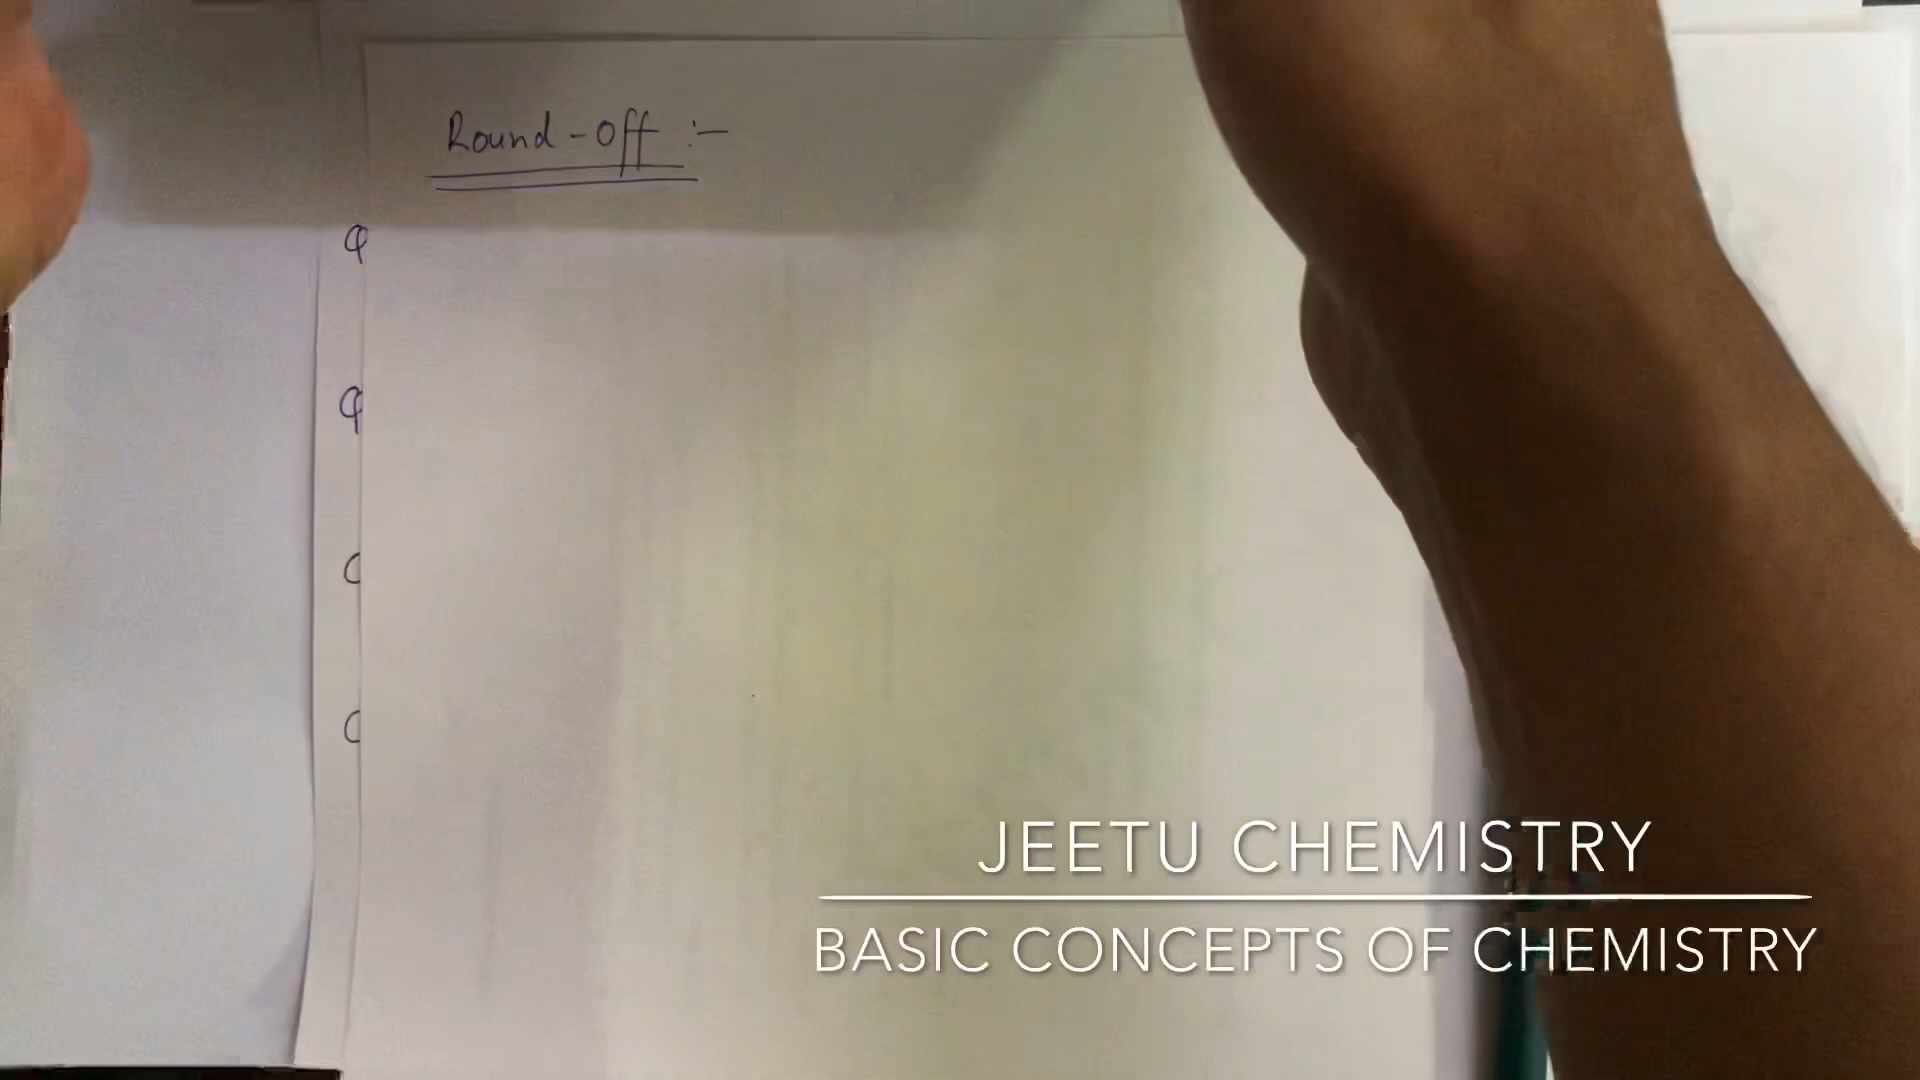 Round-Off :-
JEETU CHEMISTRY
BASIC CONCEPTS OF CHEMISTRY